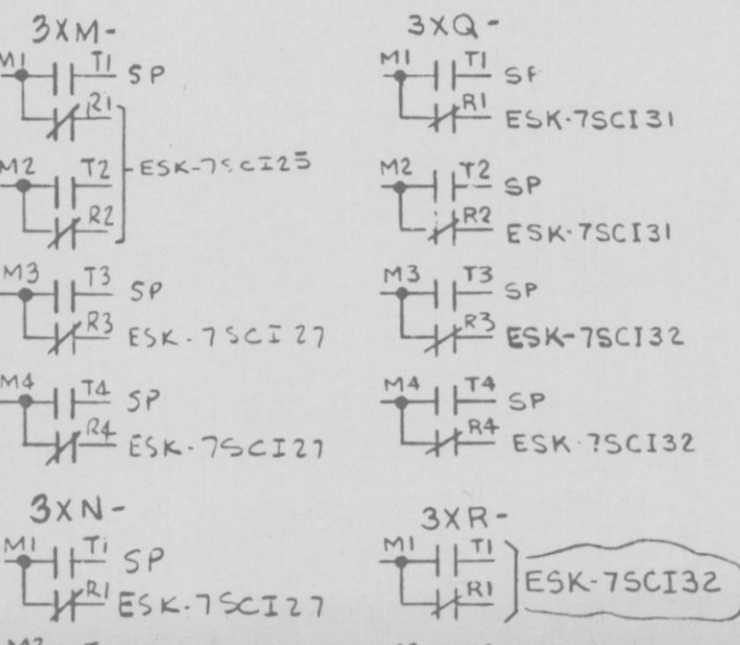 3XM-
M1 T1 SP
R1
ESK-7SCI25
M2 T2
R2
M3 T3 SP
R3 ESK-7SCI27
M4 T4 SP
R4 ESK-7SCI27
3XN-
M1 T1 SP
R1 ESK-7SCI27
3XQ-
M1 T1 SP
R1 ESK-7SCI31
M2 T2 SP
R2 ESK-7SCI31
M3 T3 SP
R3 ESK-7SCI32
M4 T4 SP
R4 ESK-7SCI32
3XR-
M1 T1
R1
ESK-7SCI32